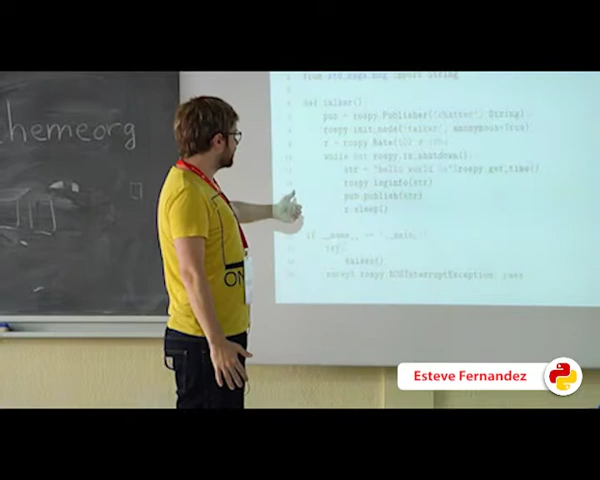 hemeorg
from std_msgs.msg import String
def talker():
pub = rospy.Publisher('chatter', String)
rospy.init_node('talker', anonymous=True)
r = rospy.Rate(10) #
while not rospy.is_shutdown():
str = "hello world %s"%rospy.get_time()
rospy.loginfo(str)
pub.publish(str)
r.sleep()
if __name__ == '__main__':
try:
talker()
except rospy.ROSInterruptException: pass
ON
Esteve Fernandez